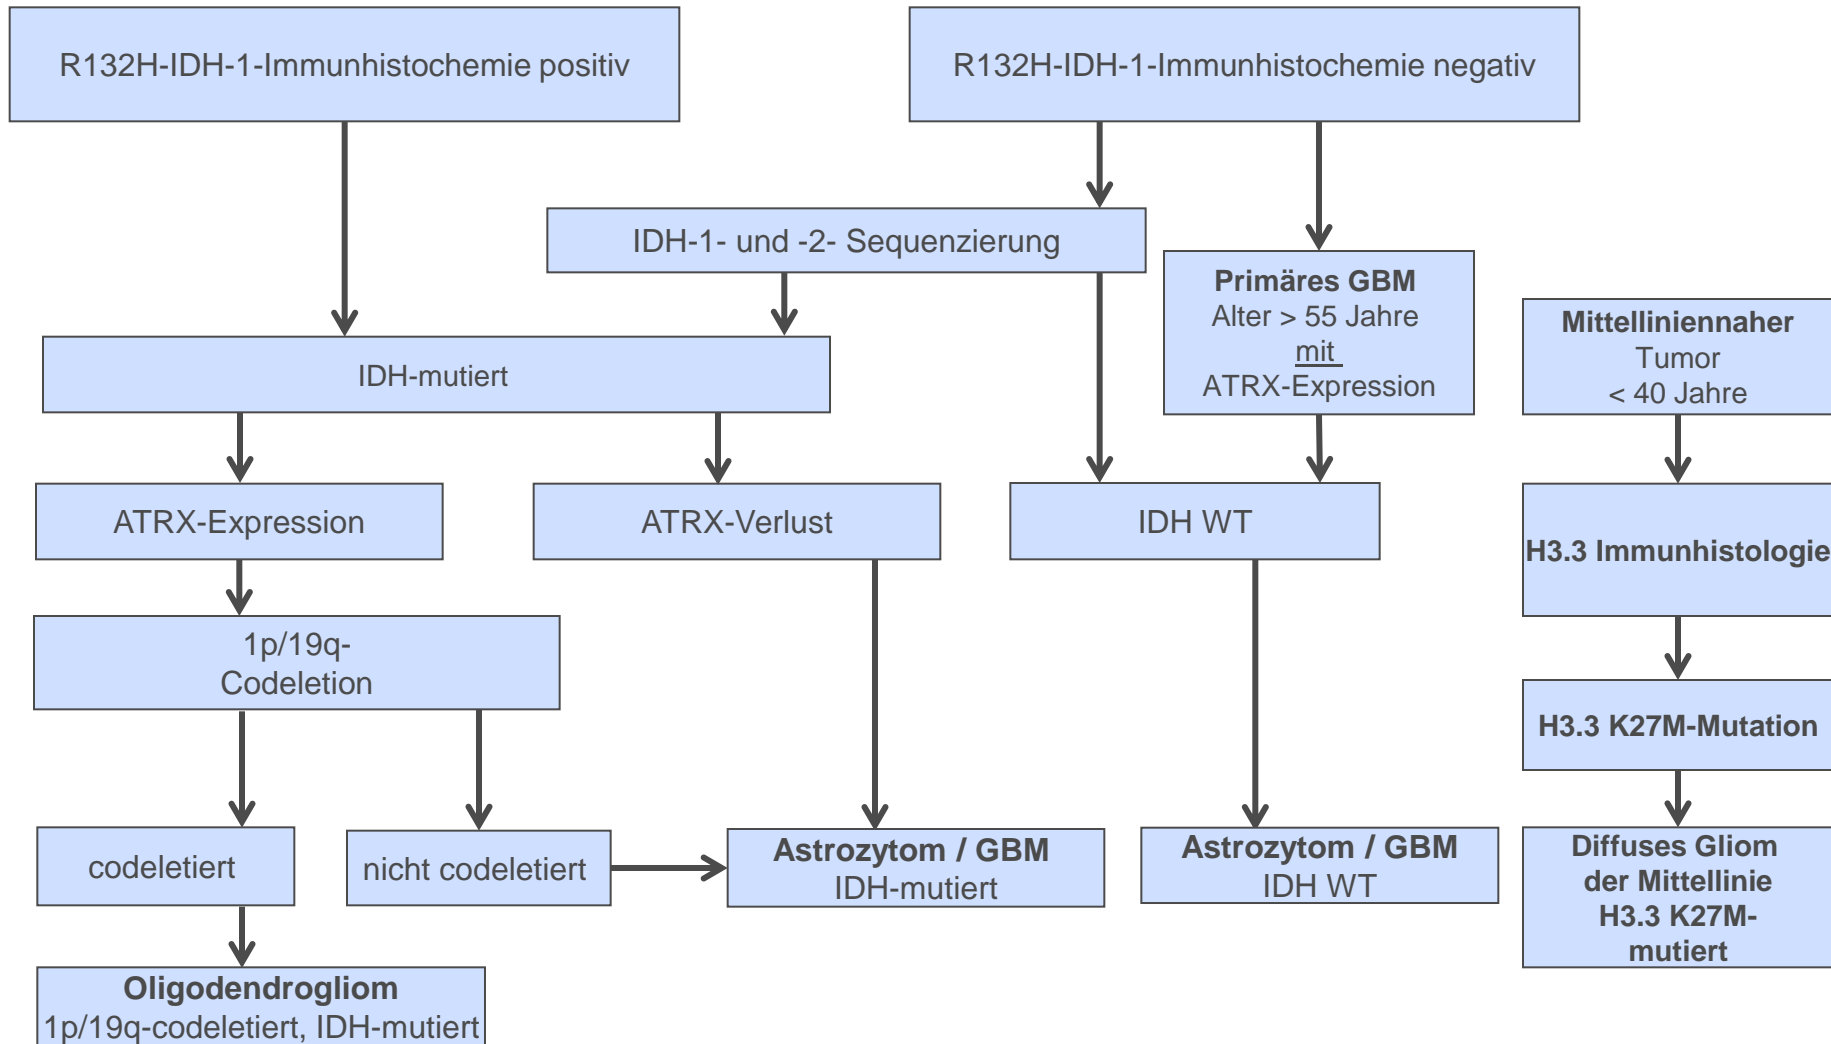 R132H-IDH-1-Immunhistochemie positiv
R132H-IDH-1-Immunhistochemie negativ
IDH-1- und -2- Sequenzierung
Primäres GBM
Alter > 55 Jahre
mit
ATRX-Expression
Mittelliniennaher
Tumor
< 40 Jahre
IDH-mutiert
ATRX-Expression
ATRX-Verlust
IDH WT
H3.3 Immunhistologie
1p/19q-
Codeletion
H3.3 K27M-Mutation
codeletiert
nicht codeletiert
Astrozytom / GBM
IDH-mutiert
Astrozytom / GBM
IDH WT
Diffuses Gliom
der Mittellinie
H3.3 K27M-
mutiert
Oligodendrogliom
1p/19q-codeletiert, IDH-mutiert